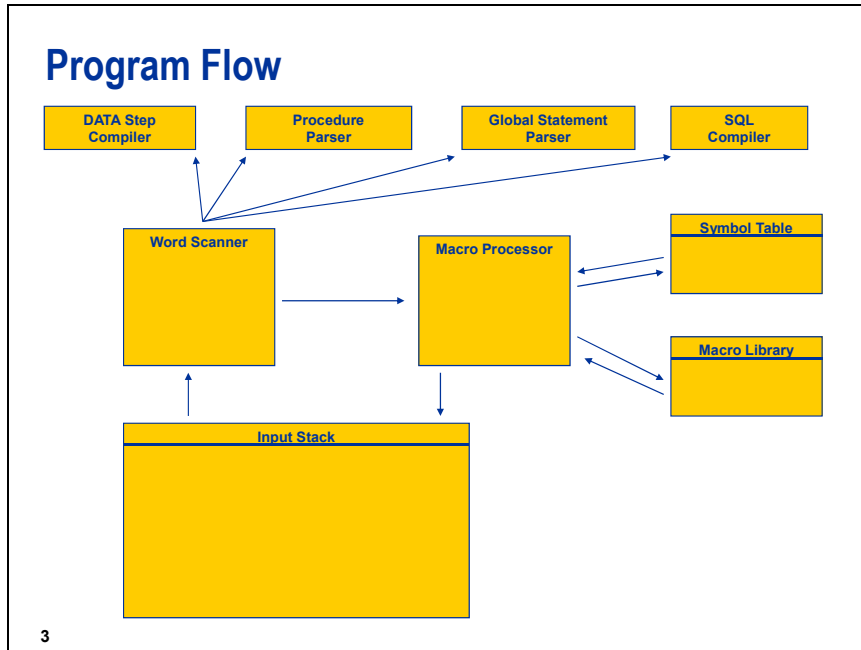 Program Flow
DATA Step
Compiler
Procedure
Parser
Global Statement
Parser
SQL
Compiler
Word Scanner
Macro Processor
Symbol Table
Macro Library
Input Stack
3